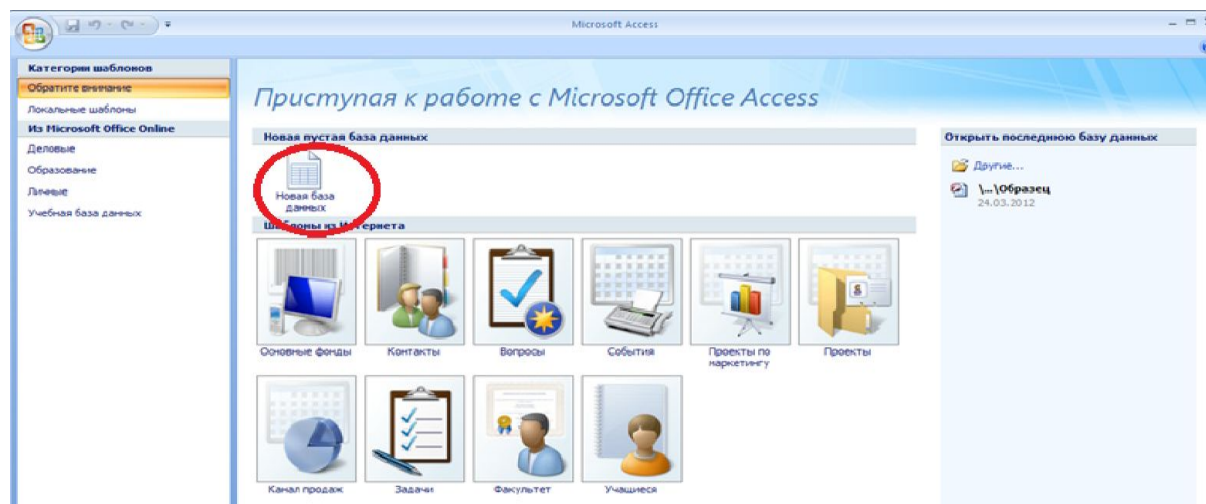 Microsoft Access
Категории шаблонов
Обратите внимание
Локальные шаблоны
Из Microsoft Office Online
Деловые
Образование
Личные
Учебная база данных
Приступая к работе с Microsoft Office Access
Новая пустая база данных
Новая база
данных
Шаблоны из Интернета
Основные фонды
Контакты
Вопросы
События
Проекты по
маркетингу
Проекты
Канал продаж
Задачи
Факультет
Учащиеся
Открыть последнюю базу данных
Другие...
\...\Образец
24.03.2012